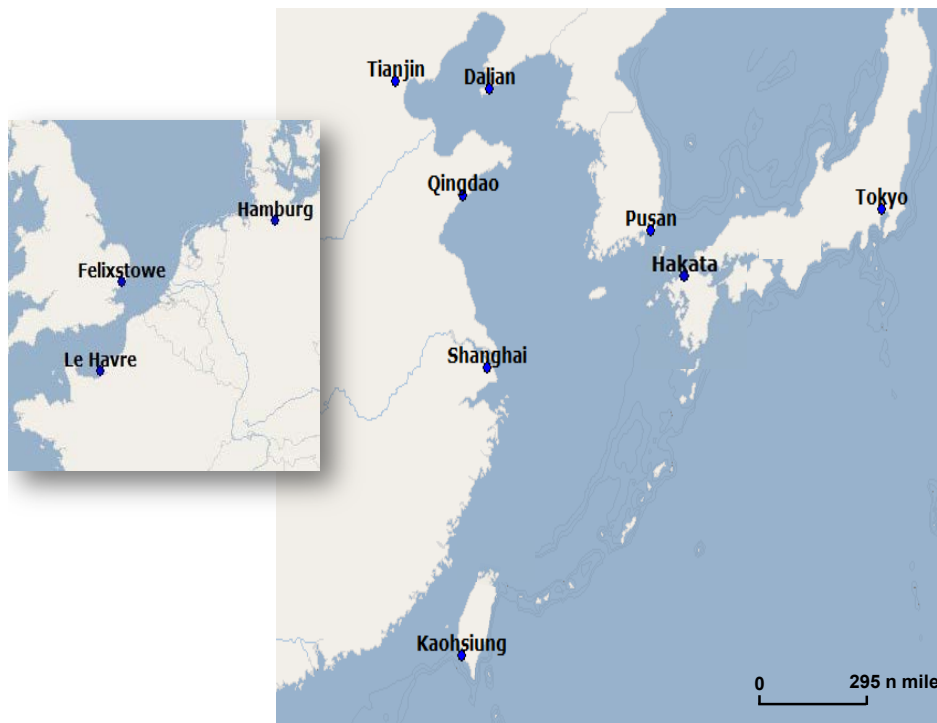 Tianjin
Dalian
Qingdao
Hamburg
Tokyo
Pusan
Hakata
Felixstowe
Shanghai
Le Havre
Kaohsiung
0 295 n mile